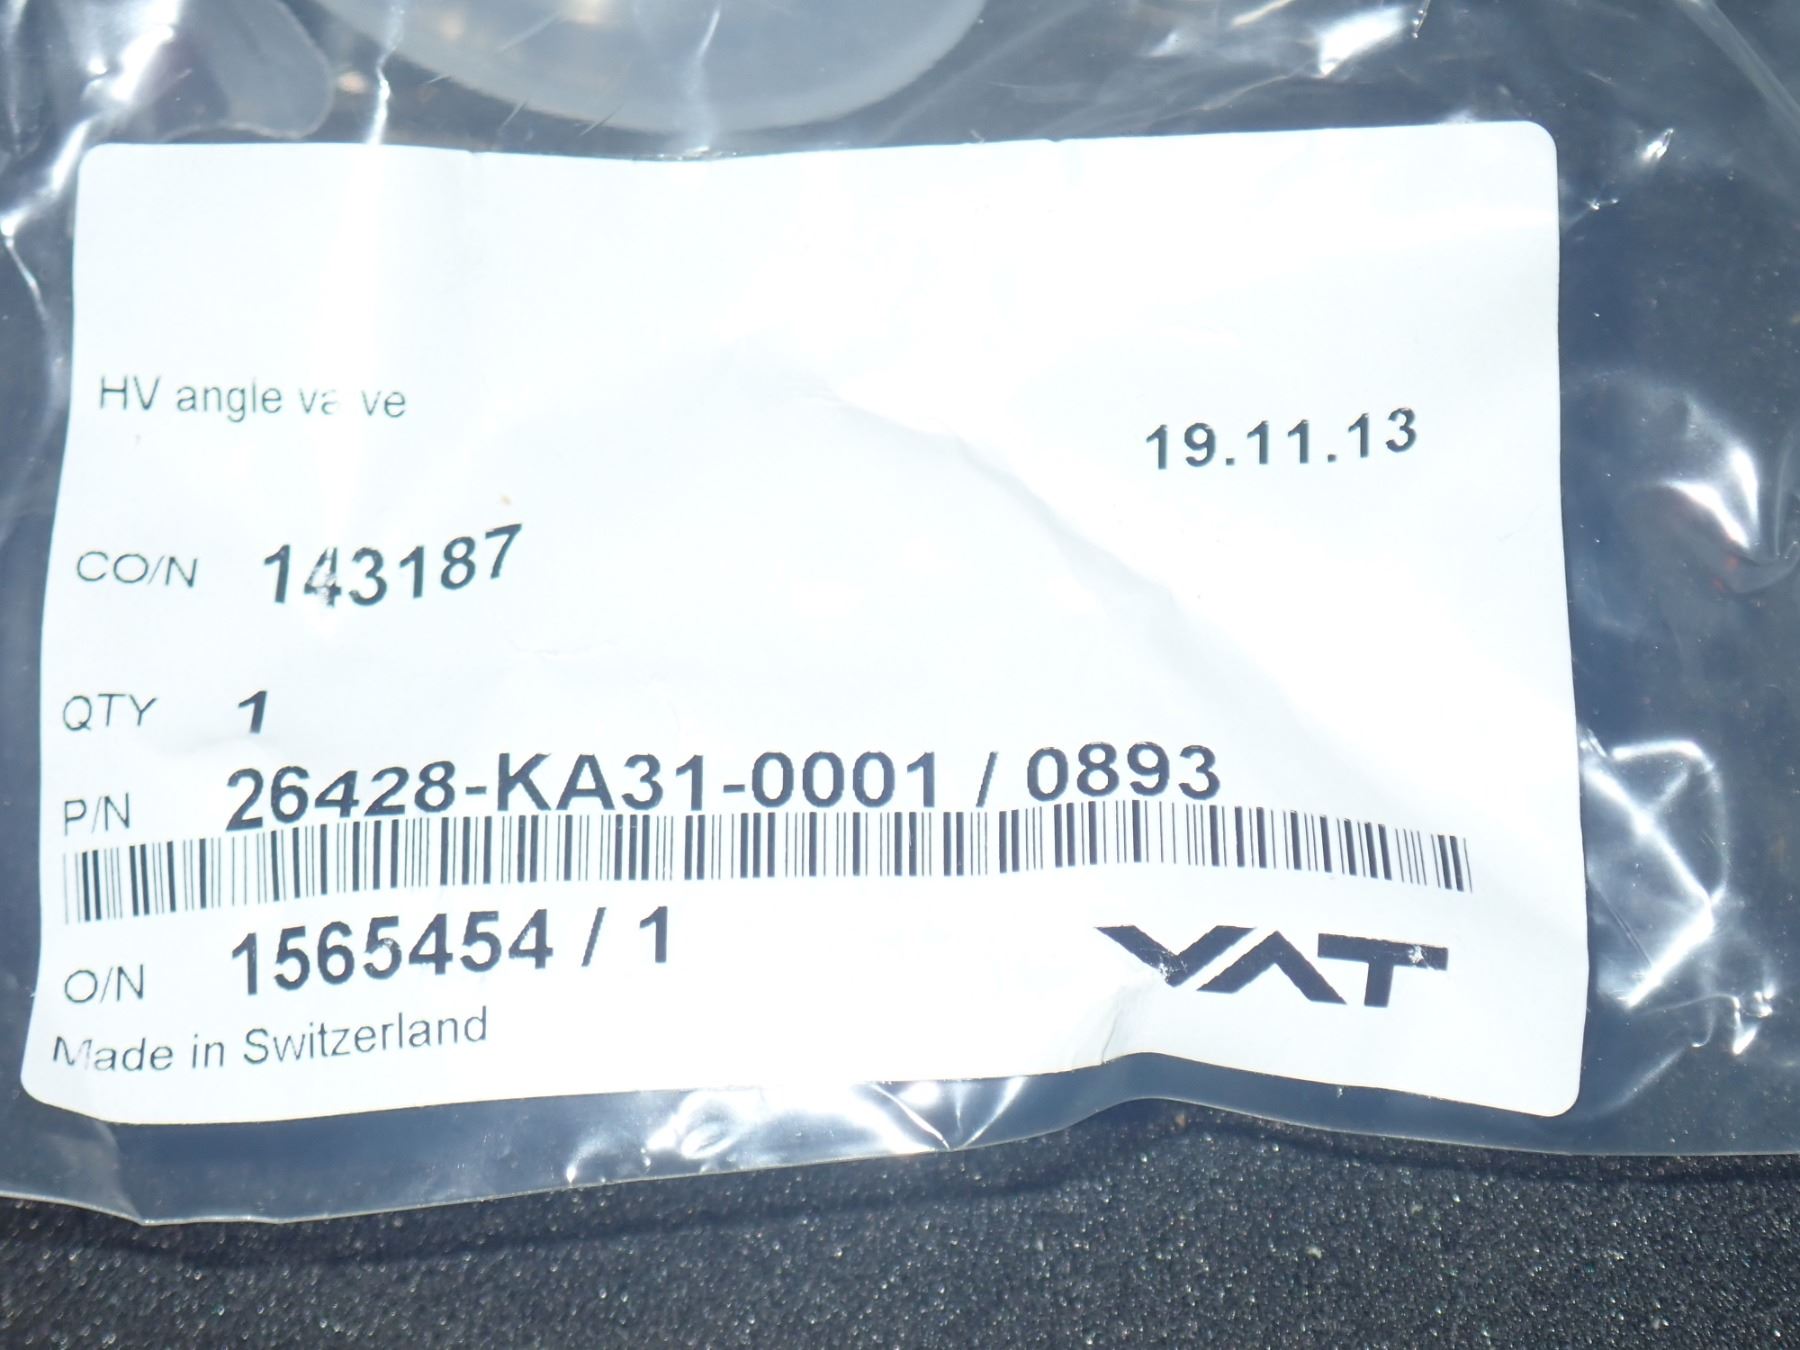 HV angle valve
19.11.13
CO/N 143187
QTY 1
P/N 26428-KA31-0001 / 0893
O/N 1565454 / 1
VAT
Made in Switzerland